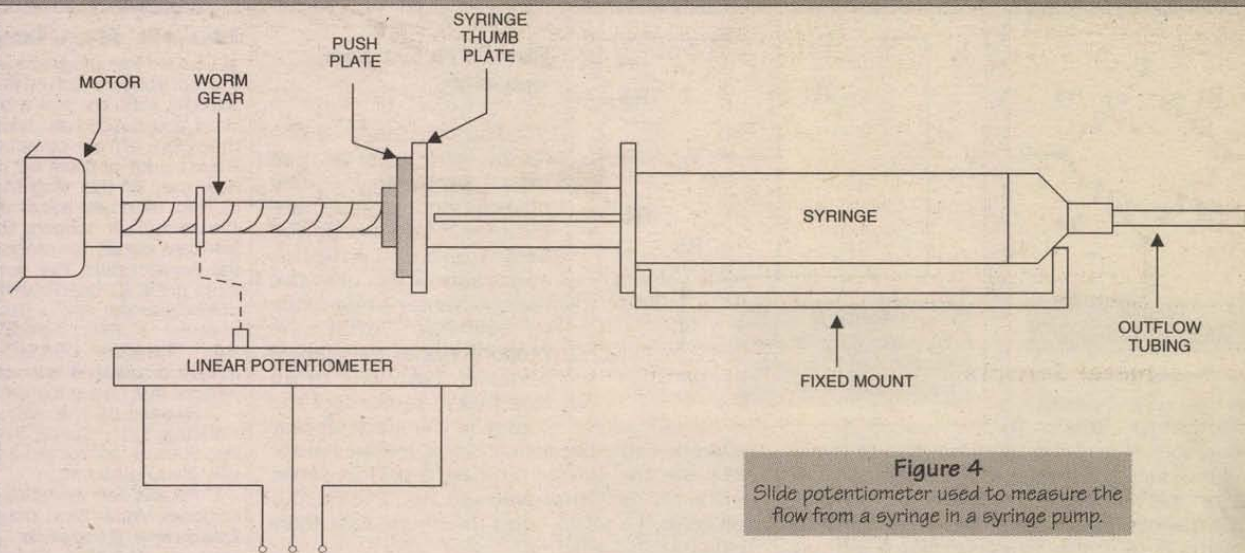 SYRINGE
THUMB
PLATE
PUSH
PLATE
MOTOR
WORM
GEAR
SYRINGE
OUTFLOW
TUBING
FIXED MOUNT
LINEAR POTENTIOMETER
Figure 4
Slide potentiometer used to measure the
flow from a syringe in a syringe pump.